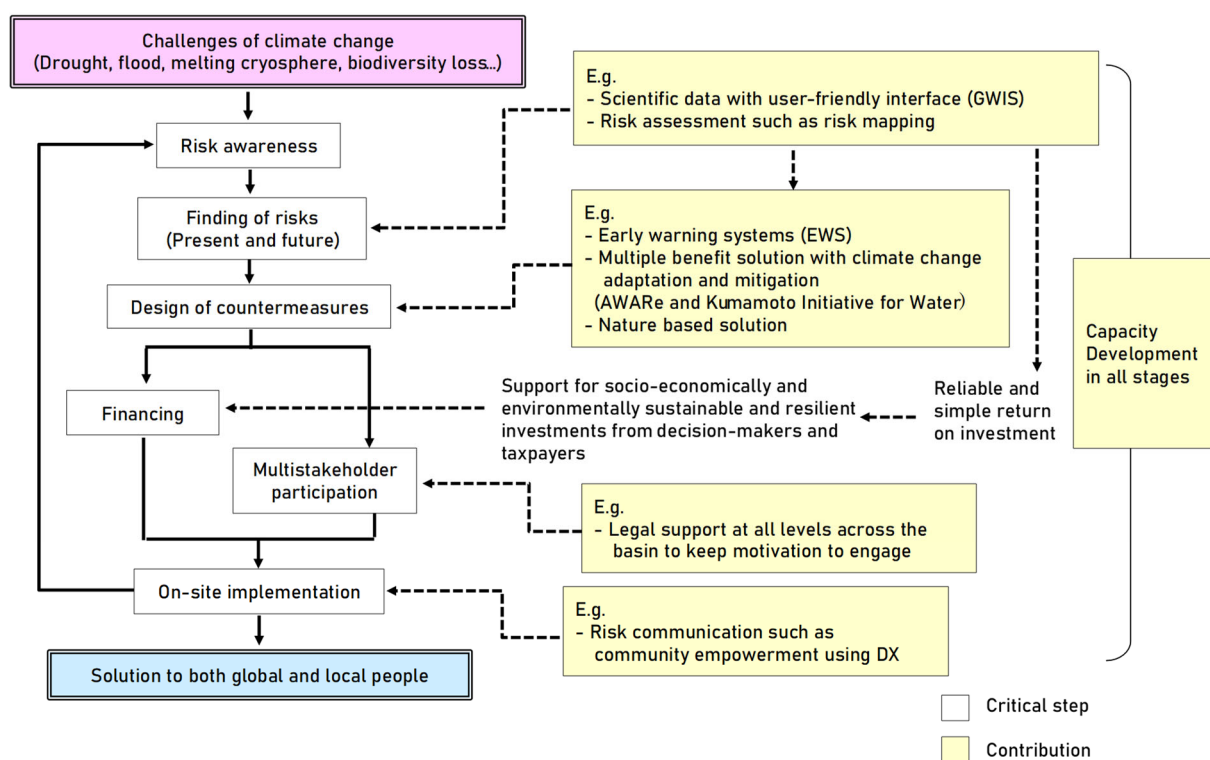 Challenges of climate change
(Drought, flood, melting cryosphere, biodiversity loss...)
Risk awareness
Finding of risks
(Present and future)
Design of countermeasures
Financing
Multistakeholder
participation
On-site implementation
Solution to both global and local people
E.g.
- Scientific data with user-friendly interface (GWIS)
- Risk assessment such as risk mapping
E.g.
- Early warning systems (EWS)
- Multiple benefit solution with climate change
adaptation and mitigation
(AWARe and Kumamoto Initiative for Water)
- Nature based solution
Support for socio-economically and
environmentally sustainable and resilient
investments from decision-makers and
taxpayers
Reliable and
simple return
on investment
E.g.
- Legal support at all levels across the
basin to keep motivation to engage
E.g.
- Risk communication such as
community empowerment using DX
Capacity
Development
in all stages
Critical step
Contribution